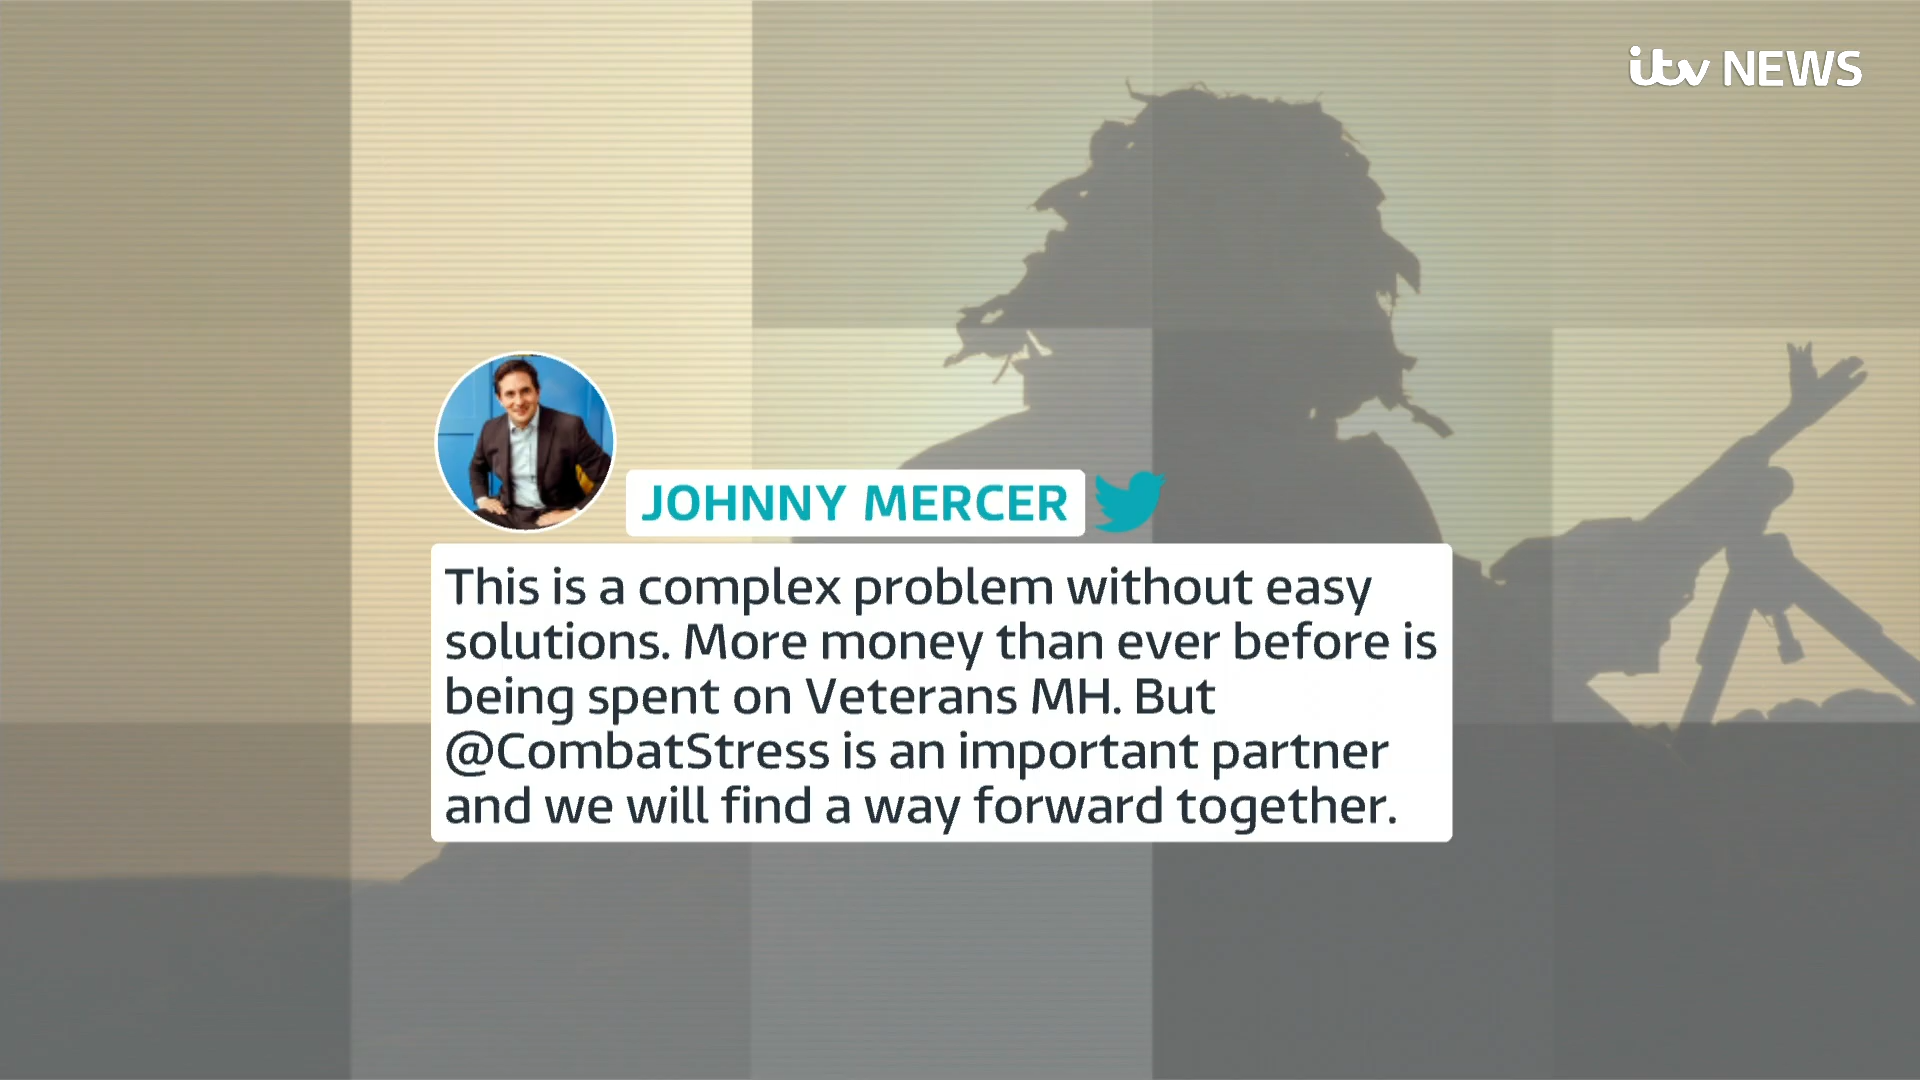 itv NEWS
JOHNNY MERCER
This is a complex problem without easy
solutions. More money than ever before is
being spent on Veterans MH. But
@CombatStress is an important partner
and we will find a way forward together.